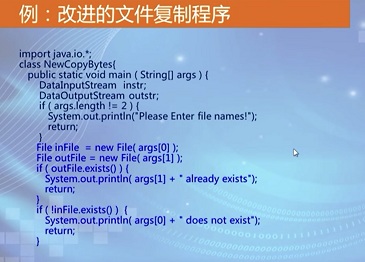 例：改进的文件复制程序
import java.io.*;
class NewCopyBytes{
public static void main ( String[] args ) {
DataInputStream instr;
DataOutputStream outstr;
if ( args.length != 2 ) {
System.out.println("Please Enter file names!");
return;
}
File inFile = new File( args[0] );
File outFile = new File( args[1] );
if ( outFile.exists() ) {
System.out.println( args[1] + " already exists");
return;
}
if ( !inFile.exists() ) {
System.out.println( args[0] + " does not exist");
return;
}